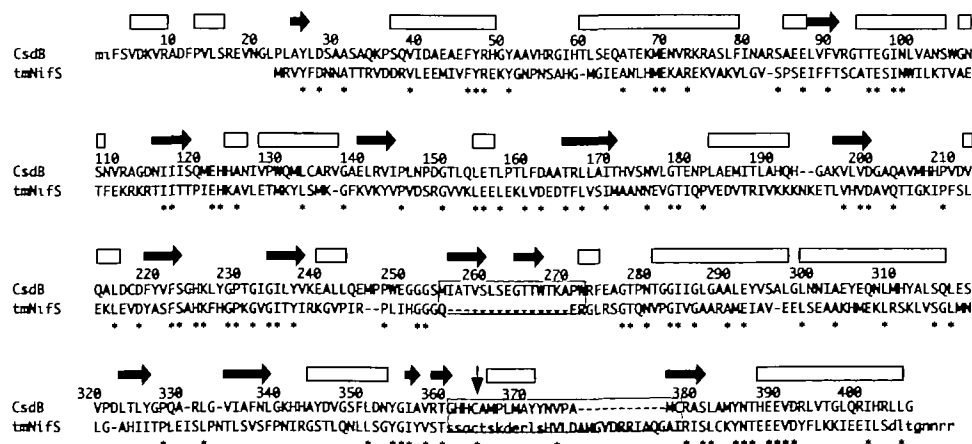 10 20 30 40 50 60 70 80 90 100
CsdB mıFSVDKVRADFPVLSREVNGLPLAYLDSAASAQKPSQVIDAEAEFYRHGYAAVHRGIHTLSEQATEKMENVRKRASLFINARSAEELVFVRGTTEGINLVANSWGN
tmNifS MRVYFDNNATTRVDDRVLEEMIVFYREKYGNPNSAHG-MGIEANLHMEKAREKVAKVLGV-SPSEIFFTSCATESINWILKTVAE
110 120 130 140 150 160 170 180 190 200 210
CsdB SNVRAGDNIIISQMEHHANIVPWQMLCARVGAELRVIPLNPDGTLQLETLPTLFDAATRLLAITHVSNVLGTENPLAEMITLAHQH--GAKVLVDGAQAVMHHPVDV
tmNifS TFEKRKRTIITTPIEHKAVLETMKYLSMK-GFKVKYVPVDSRGVVKLEELEKLVDEDTFLVSIMAANNEVGTIQPVEDVTRIVKKKNKETLVHVDAVQTIGKIPFSL
220 230 240 250 260 270 280 290 300 310
CsdB QALDCDFYVFSGHKLYGPTGIGILYVKEALLQEMPPWEGGGSMIATVSLSEGTTWTKAPWRFEAGTPNTGGIIGLGAALEYVSALGLNNIAEYEQNLMHYALSQLES
tmNifS EKLEVDYASFSAHKFHGPKGVGITYIRKGVPIR--PLIHGGGQ----------------ERGLRSGTQNVPGIVGAARAMEIAV-EELSEAAKHMEKLRSKLVSGLMN
320 330 340 350 360 370 380 390 400
CsdB VPDLTLYGPQA-RLG-VIAFNLGKHHAYDVGSFLDNYGIAVRTGHHCAMPLMAYYNVPA----------MCRASLAMYNTHEEVDRLVTGLQRIHRLLG
tmNifS LG-AHIITPLEISLPNTLSVSFPNIRGSTLQNLLSGYGIYVSTssactskderlsHVLDAMGVDRRIAQGAIRISLCKYNTEEEVDYFLKKIEEILSdltgnnrr